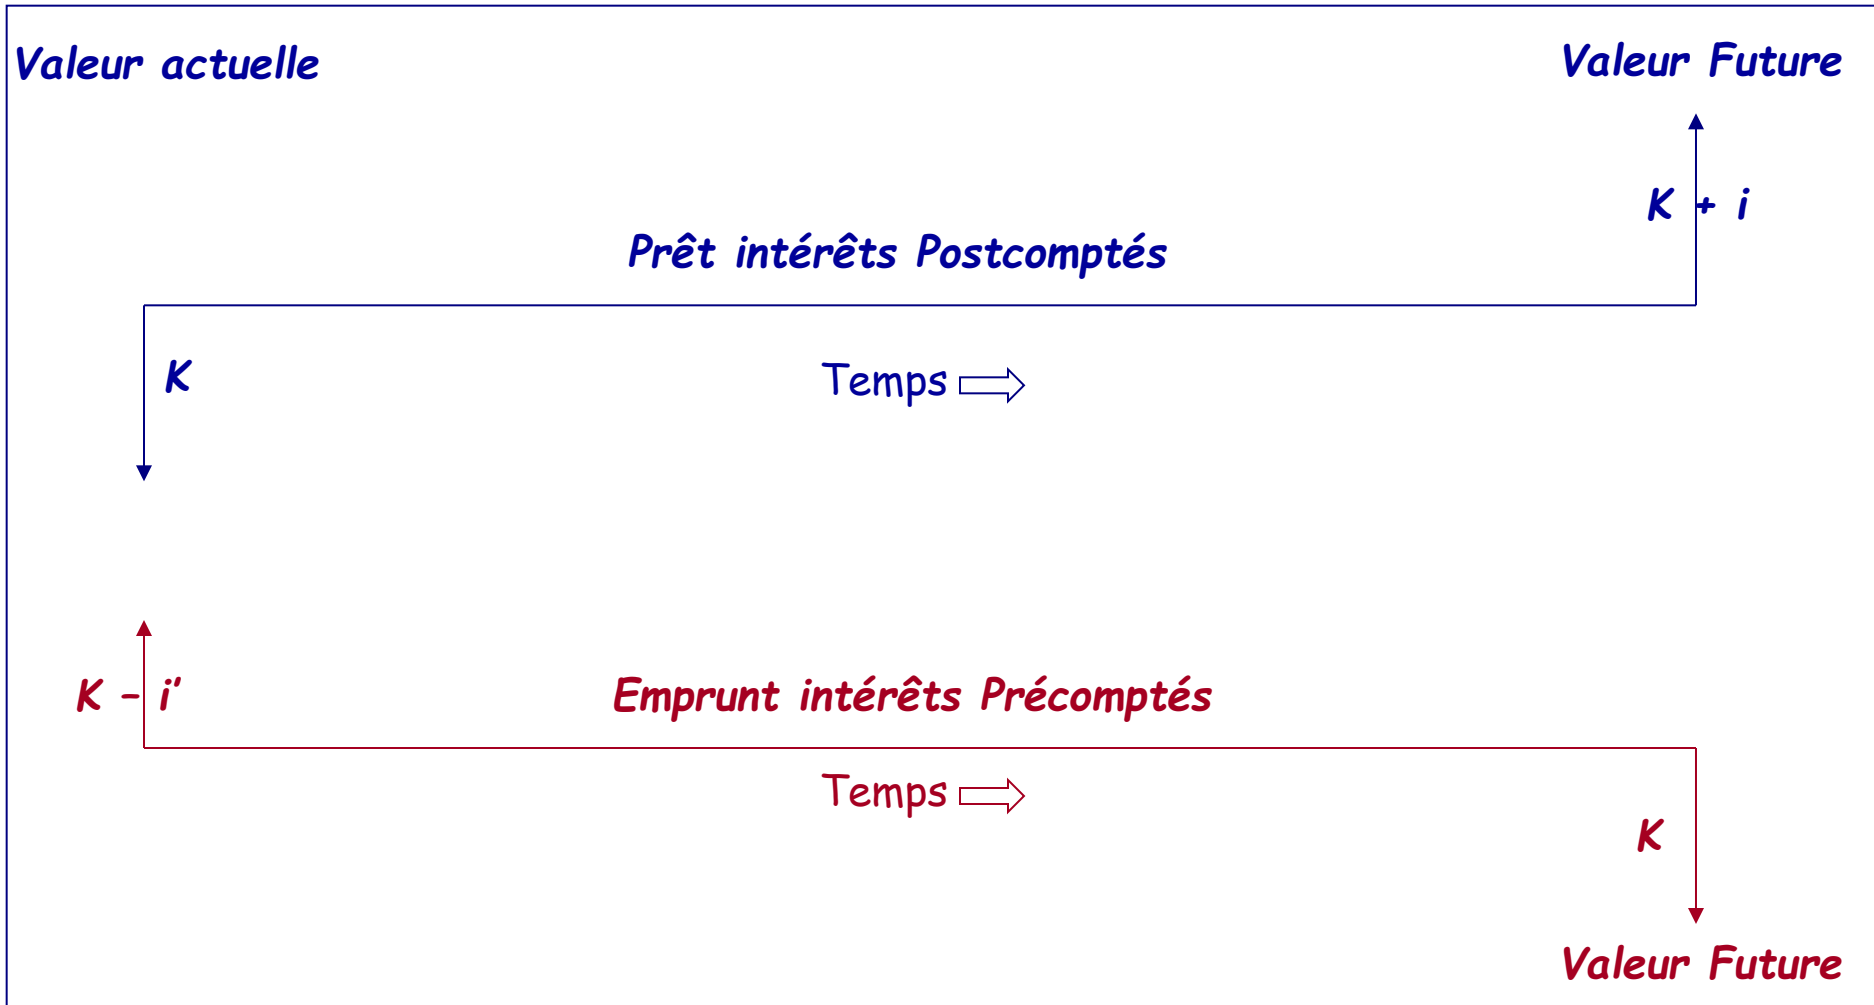 Valeur actuelle
Valeur Future
K + i
Prêt intérêts Postcomptés
K
Temps
K - i'
Emprunt intérêts Précomptés
Temps
K
Valeur Future